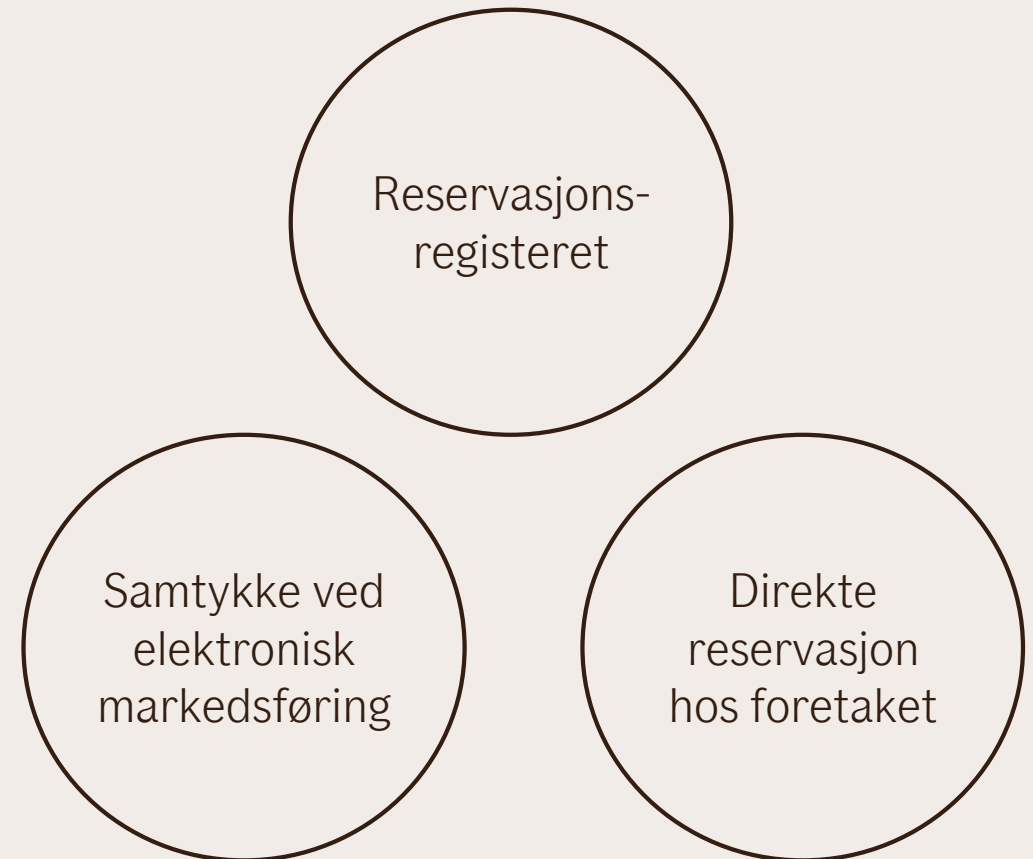 Reservasjons-
registeret
Samtykke ved
elektronisk
markedsføring
Direkte
reservasjon
hos foretaket